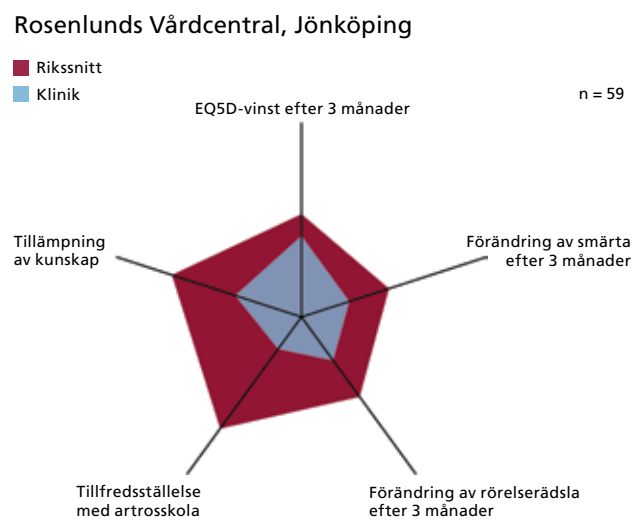 Rosenlunds Vårdcentral, Jönköping
Rikssnitt
Klinik
n = 59
EQ5D-vinst efter 3 månader
Tillämpning
av kunskap
Förändring av smärta
efter 3 månader
Tillfredsställelse
med artrosskola
Förändring av rörelserädsla
efter 3 månader